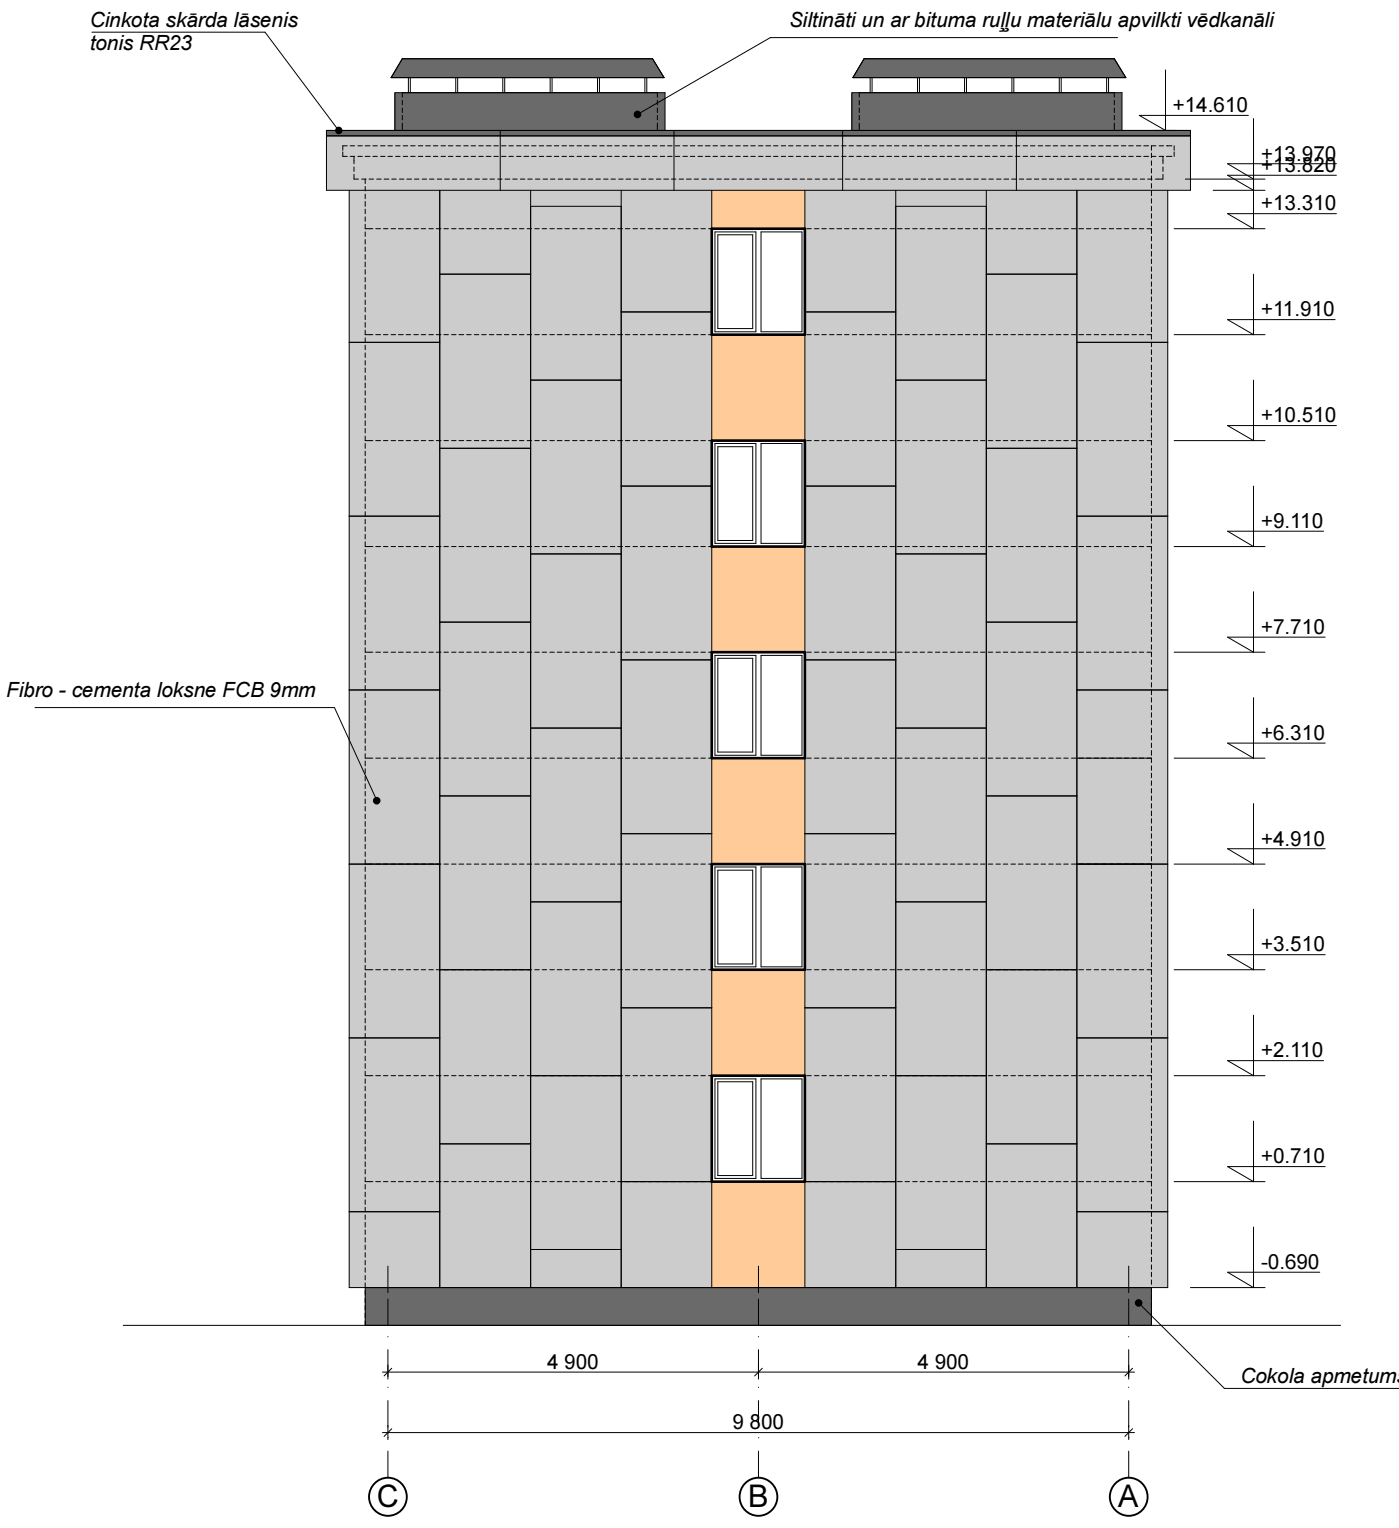 Cinkota skārda lāsenis
tonis RR23
Siltināti un ar bituma ruļļu materiālu apvilkti vēdkanāli
+14.610
+13.970
+13.820
+13.310
+11.910
+10.510
+9.110
+7.710
Fibro - cementa loksne FCB 9mm
+6.310
+4.910
+3.510
+2.110
+0.710
-0.690
4 900
4 900
Cokola apmetums
9 800
C
B
A